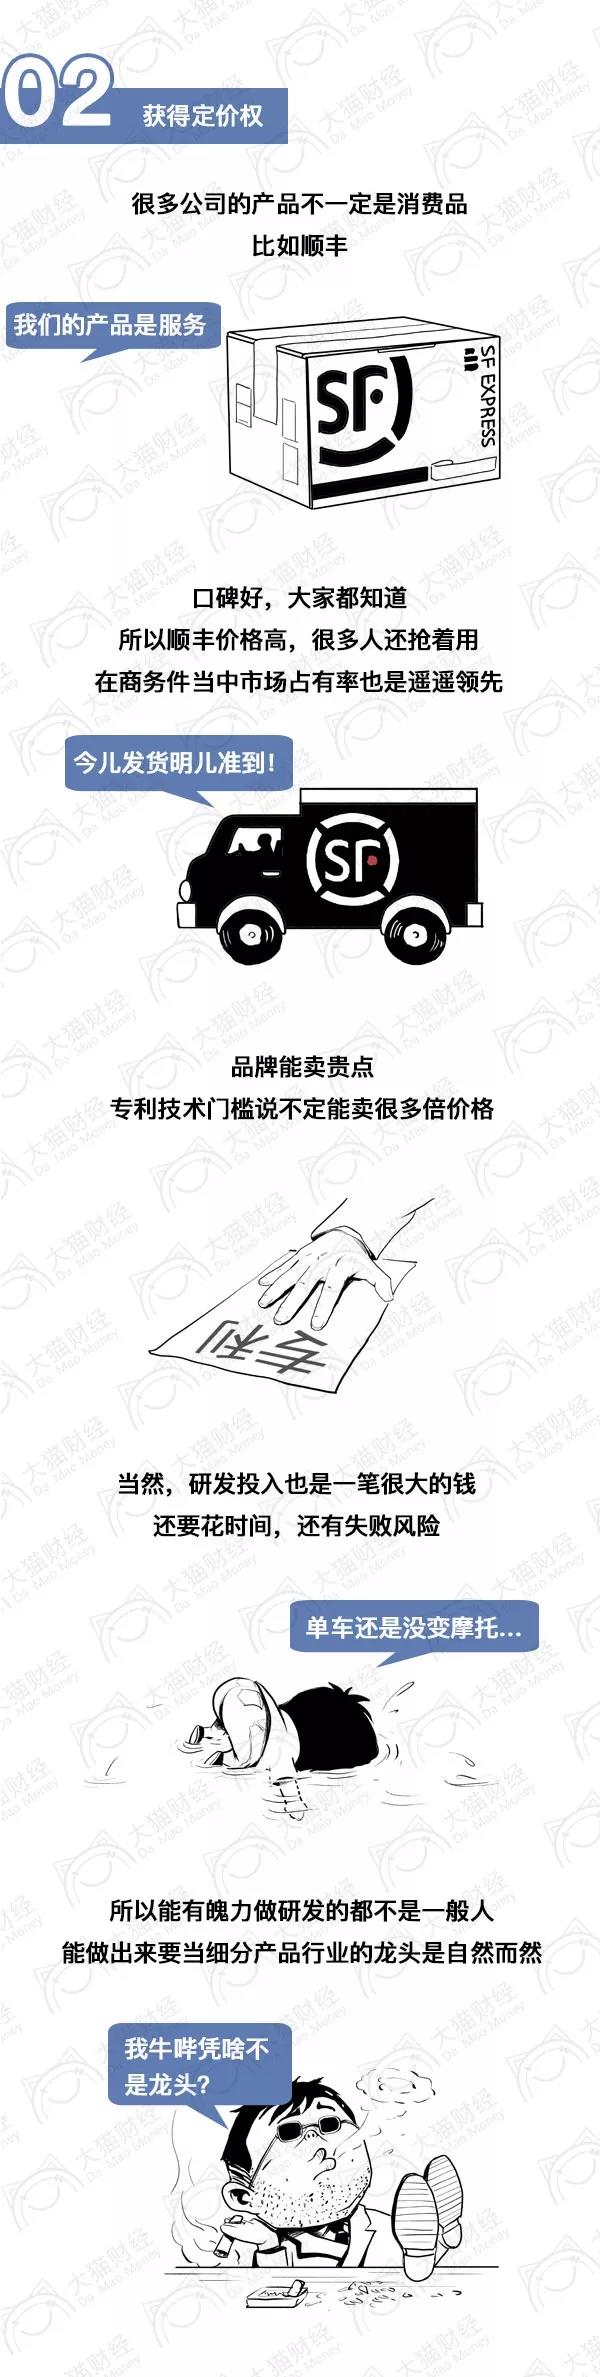 02
获得定价权
很多公司的产品不一定是消费品
比如顺丰
我们的产品是服务
SF
SF EXPRESS
口碑好，大家都知道
所以顺丰价格高，很多人还抢着用
在商务件当中市场占有率也是遥遥领先
今儿发货明儿准到！
SF
品牌能卖贵点
专利技术门槛说不定能卖很多倍价格
专利
当然，研发投入也是一笔很大的钱
还要花时间，还有失败风险
单车还是没变摩托...
所以能有魄力做研发的都不是一般人
能做出来要当细分产品行业的龙头是自然而然
我牛哔凭啥不
是龙头？
大猫财经
Da Mao Money